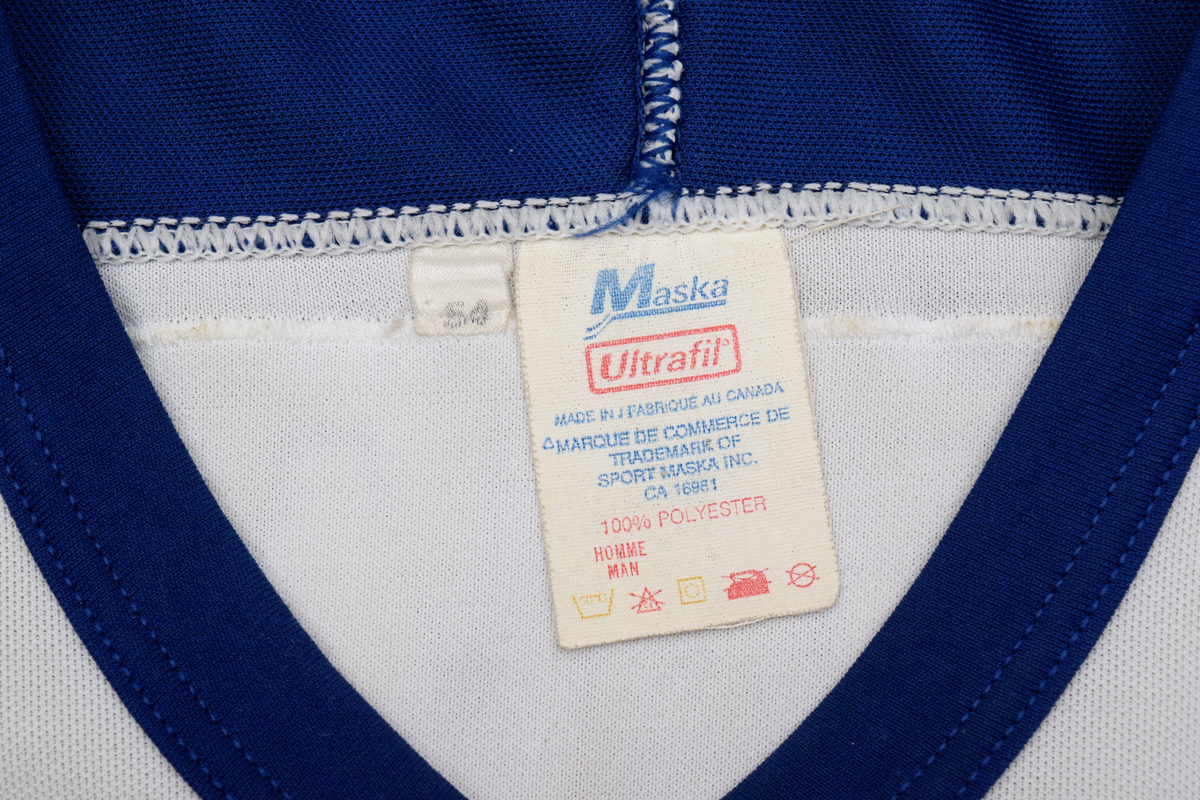 54
Maska
Ultrafil
MADE IN / FABRIQUÉ AU CANADA
△MARQUE DE COMMERCE DE
TRADEMARK OF
SPORT MASKA INC.
CA 16961
100% POLYESTER
HOMME
MAN
CL
C